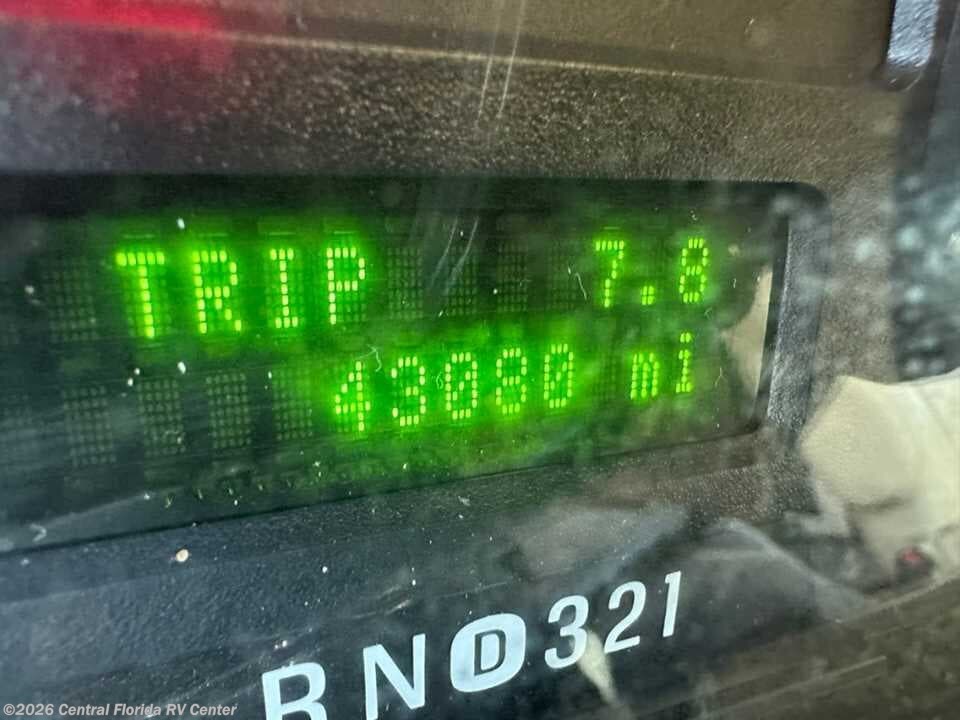 TRIP 7.8
43080 mi
RND321
©2026 Central Florida RV Center